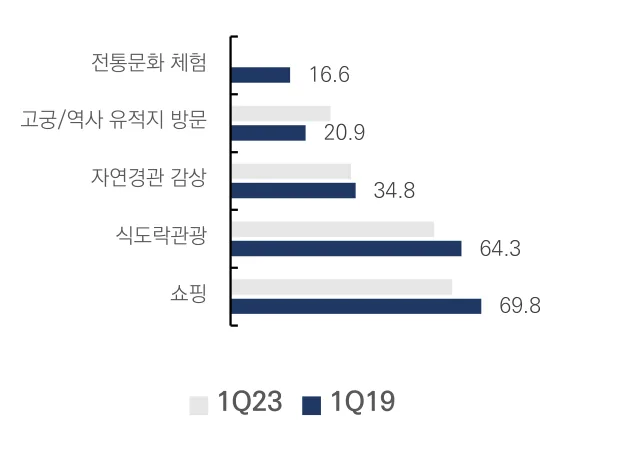 전통문화 체험
16.6
고궁/역사 유적지 방문
20.9
자연경관 감상
34.8
식도락관광
64.3
쇼핑
69.8
1Q23 1Q19